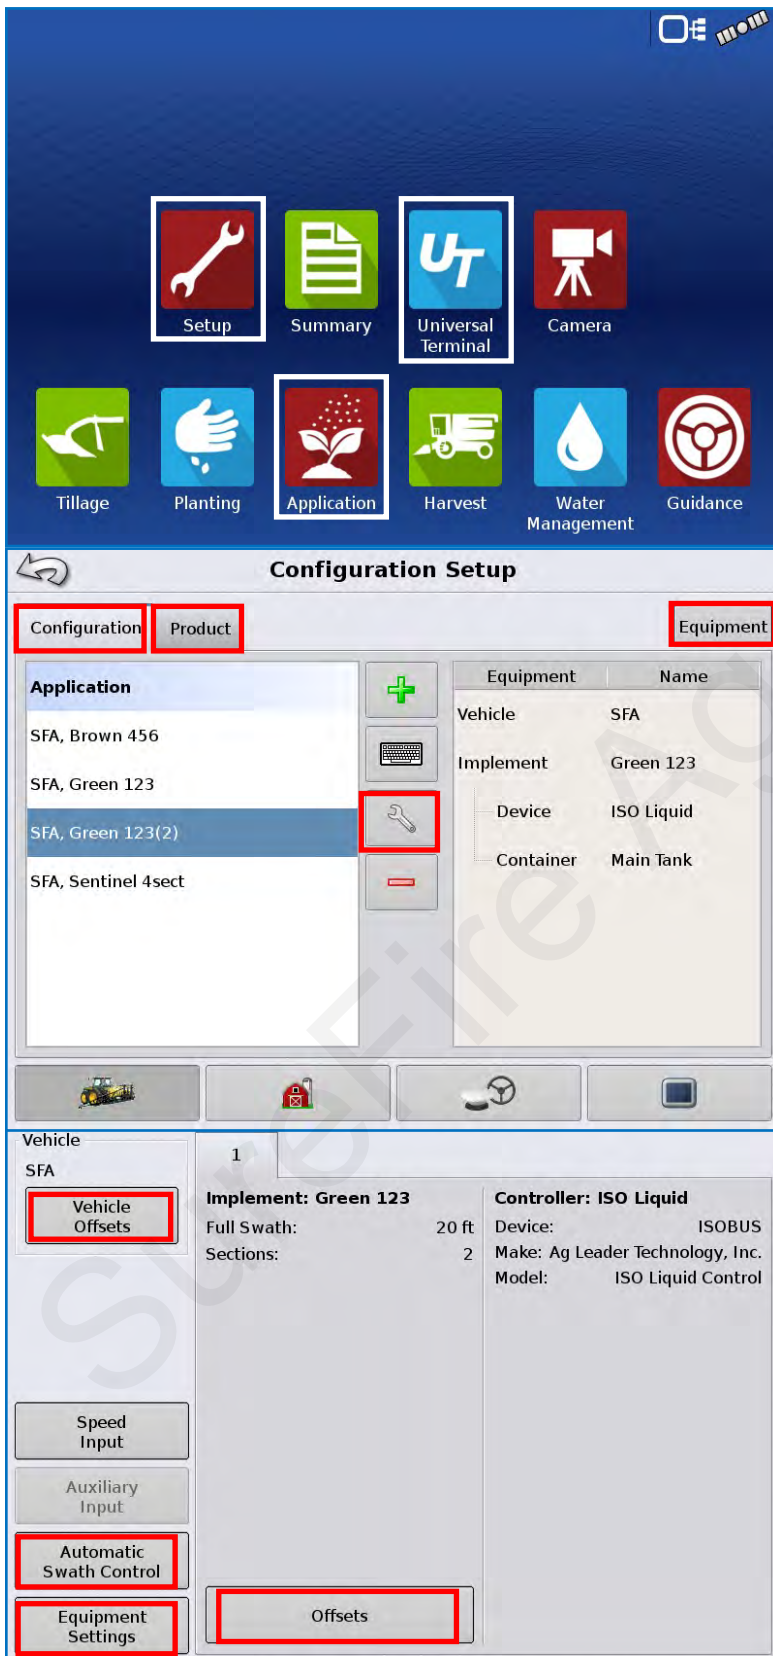 UT
Setup
Summary
Universal
Terminal
Camera
Tillage
Planting
Application
Harvest
Water
Management
Guidance
Configuration Setup
Configuration
Product
Equipment
Application
SFA, Brown 456
SFA, Green 123
SFA, Green 123(2)
SFA, Sentinel 4sect
Equipment Name
Vehicle SFA
Implement Green 123
Device ISO Liquid
Container Main Tank
Vehicle
SFA
Vehicle
Offsets
Speed
Input
Auxiliary
Input
Automatic
Swath Control
Equipment
Settings
1
Implement: Green 123
Full Swath: 20 ft
Sections: 2
Offsets
Controller: ISO Liquid
Device: ISOBUS
Make: Ag Leader Technology, Inc.
Model: ISO Liquid Control
SureFire Ag